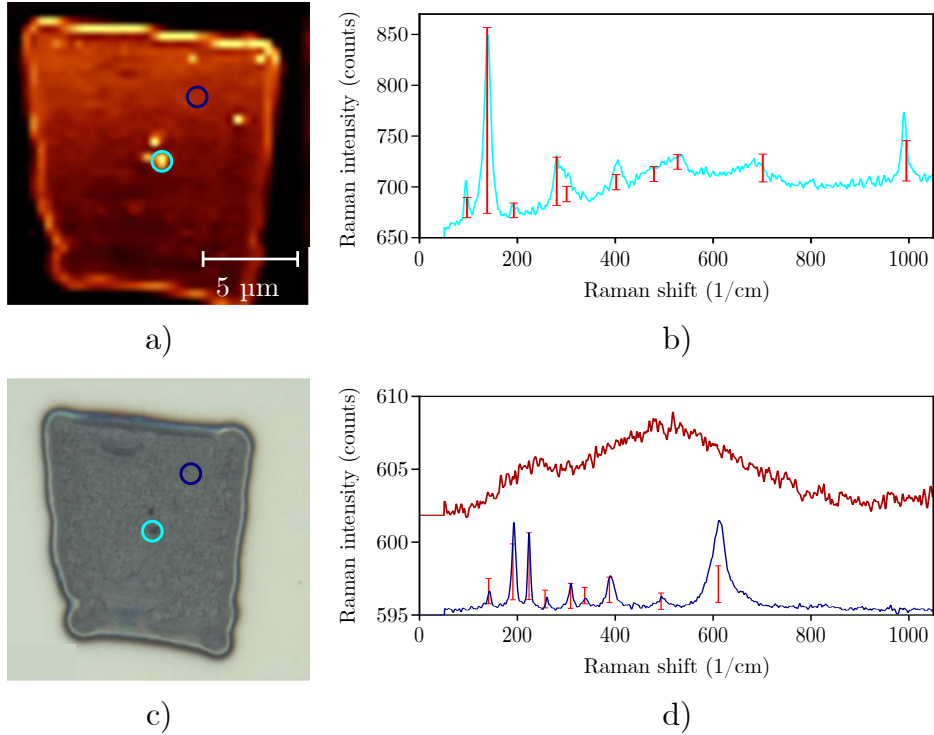 5 µm
a)
850
800
750
700
650
0
200
400
600
800
1000
Raman intensity (counts)
Raman shift (1/cm)
b)
c)
610
605
600
595
0
200
400
600
800
1000
Raman intensity (counts)
Raman shift (1/cm)
d)